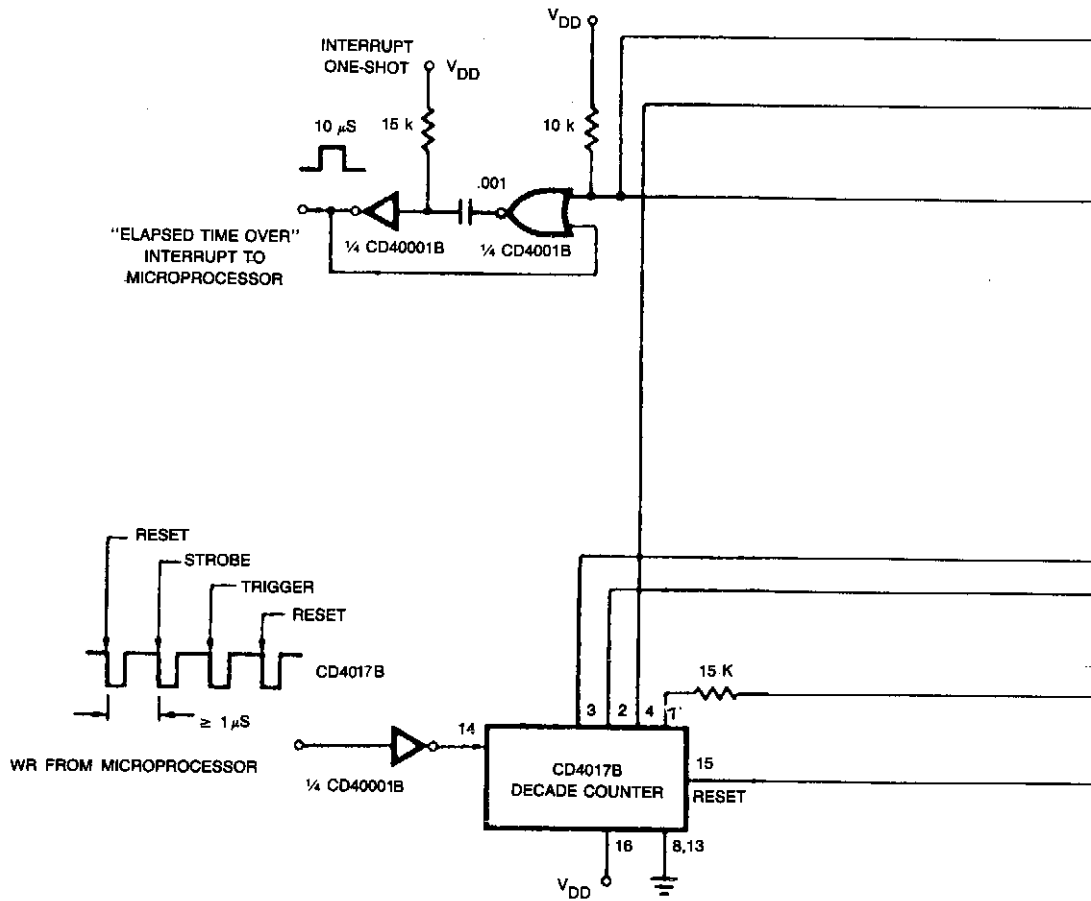 V_DD
INTERRUPT
ONE-SHOT
V_DD
15 k
10 k
10 µS
.001
¼ CD40001B
¼ CD4001B
"ELAPSED TIME OVER"
INTERRUPT TO
MICROPROCESSOR
RESET
STROBE
TRIGGER
RESET
CD4017B
≥ 1 µS
WR FROM MICROPROCESSOR
¼ CD40001B
15 K
3
2
4
7
14
CD4017B
DECADE COUNTER
15
RESET
16
8,13
V_DD